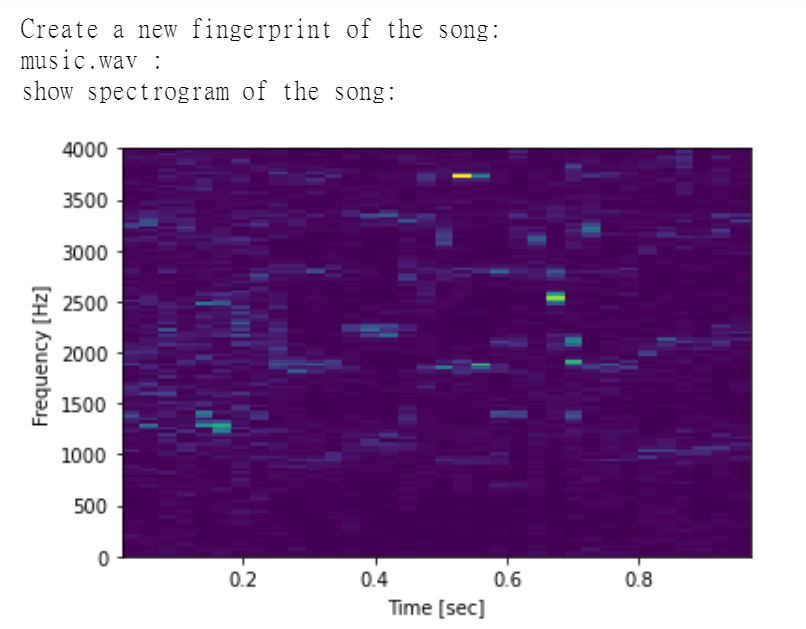 Create a new fingerprint of the song:
music.wav :
show spectrogram of the song:
4000
3500
3000
2500
2000
1500
1000
500
0
Frequency [Hz]
0.2 0.4 0.6 0.8
Time [sec]